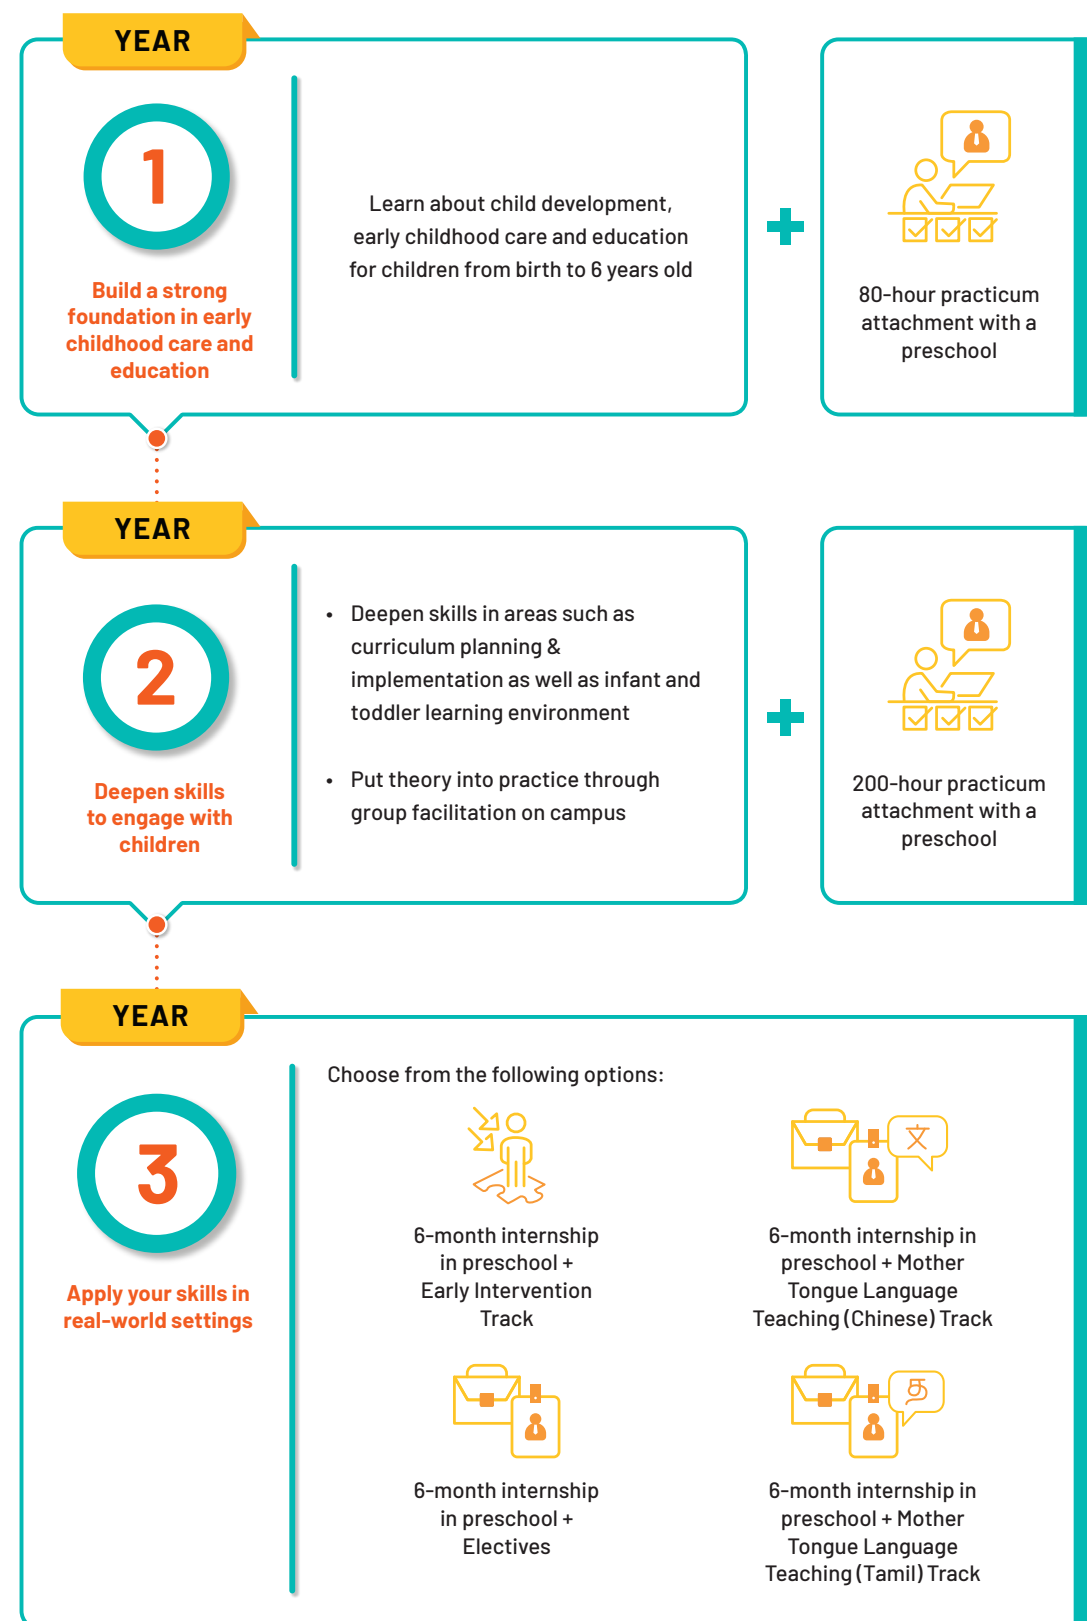 YEAR
1
Build a strong
foundation in early
childhood care and
education
Learn about child development,
early childhood care and education
for children from birth to 6 years old
80-hour practicum
attachment with a
preschool
YEAR
2
Deepen skills
to engage with
children
• Deepen skills in areas such as
curriculum planning &
implementation as well as infant and
toddler learning environment
• Put theory into practice through
group facilitation on campus
200-hour practicum
attachment with a
preschool
YEAR
3
Apply your skills in
real-world settings
Choose from the following options:
6-month internship
in preschool +
Early Intervention
Track
文
6-month internship in
preschool + Mother
Tongue Language
Teaching (Chinese) Track
6-month internship
in preschool +
Electives
த
6-month internship in
preschool + Mother
Tongue Language
Teaching (Tamil) Track